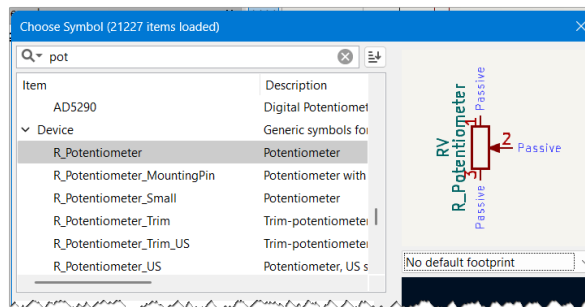 Choose Symbol (21227 items loaded)
pot
Item Description
AD5290 Digital Potentiomet
Device Generic symbols fo
R_Potentiometer Potentiometer
R_Potentiometer_MountingPin Potentiometer with
R_Potentiometer_Small Potentiometer
R_Potentiometer_Trim Trim-potentiometer
R_Potentiometer_Trim_US Trim-potentiometer
R_Potentiometer_US Potentiometer, US s
RV
R_Potentiometer
1
Passive
2
Passive
3
Passive
No default footprint